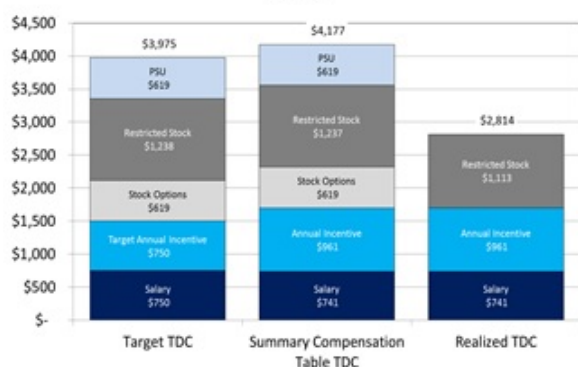 $4,500
$4,000
$3,500
$3,000
$2,500
$2,000
$1,500
$1,000
$500
$-
$3,975
PSU
$619
Restricted Stock
$1,238
Stock Options
$619
Target Annual Incentive
$750
Salary
$750
Target TDC
$4,177
PSU
$619
Restricted Stock
$1,237
Stock Options
$619
Annual Incentive
$961
Salary
$741
Summary Compensation
Table TDC
$2,814
Restricted Stock
$1,113
Annual Incentive
$961
Salary
$741
Realized TDC